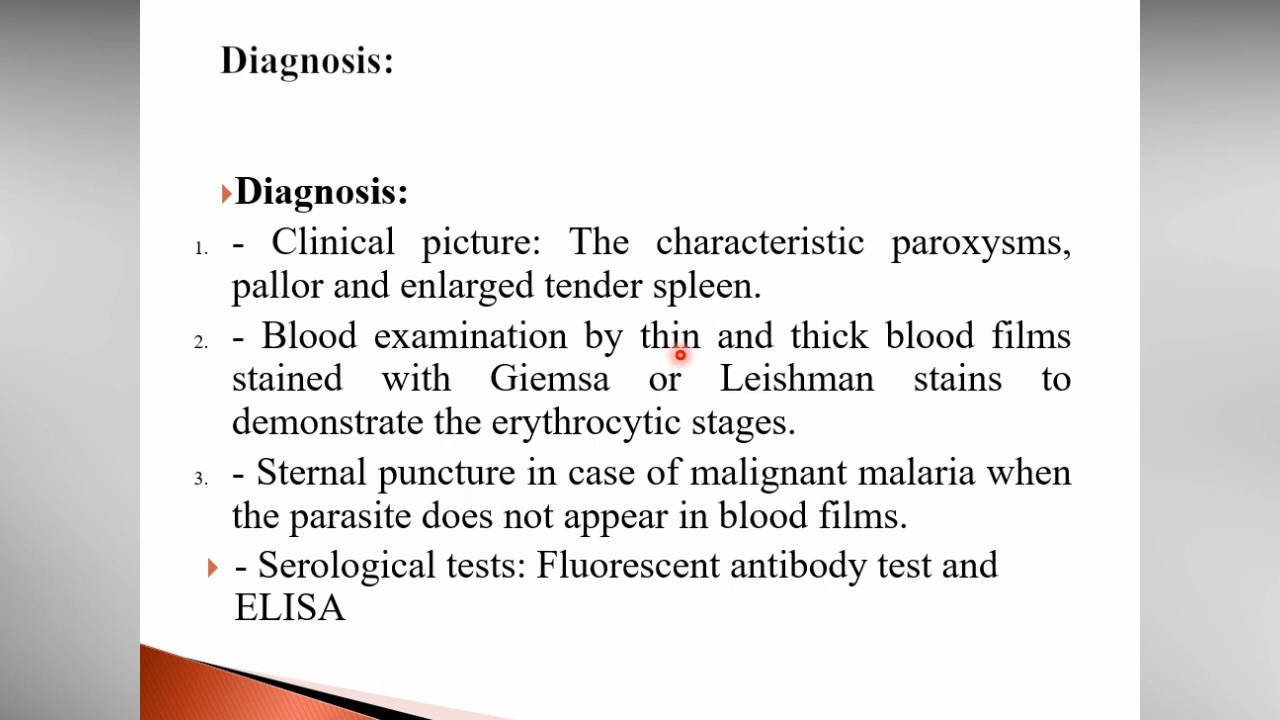 Diagnosis:
Diagnosis:
1. - Clinical picture: The characteristic paroxysms,
pallor and enlarged tender spleen.
2. - Blood examination by thin and thick blood films
stained with Giemsa or Leishman stains to
demonstrate the erythrocytic stages.
3. - Sternal puncture in case of malignant malaria when
the parasite does not appear in blood films.
- Serological tests: Fluorescent antibody test and
ELISA